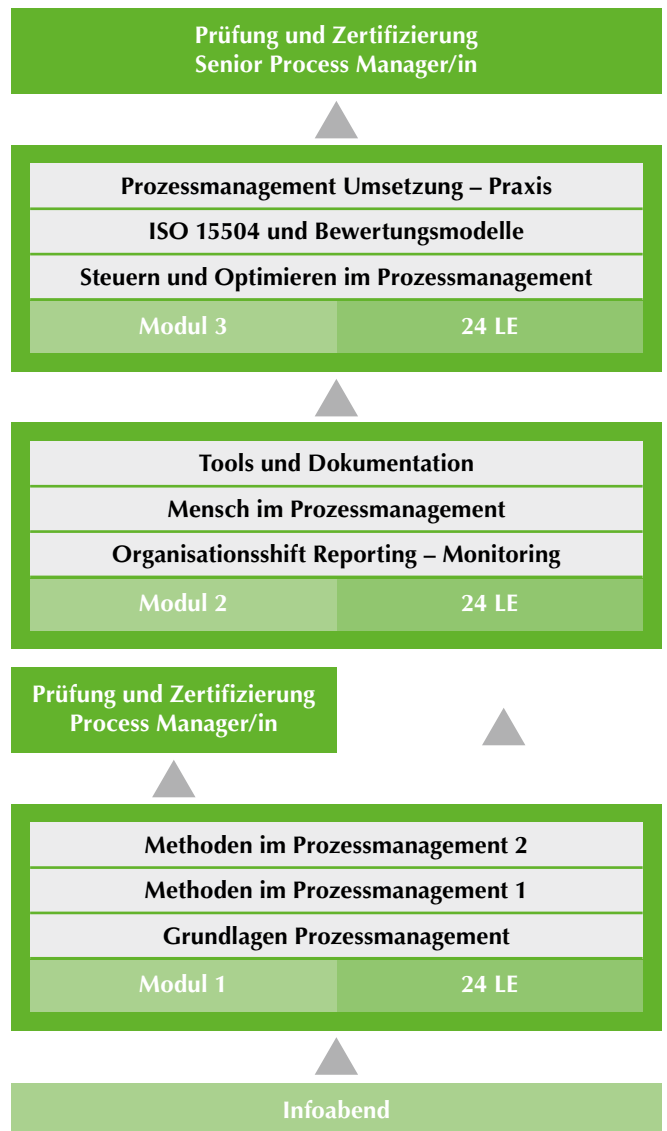 Prüfung und Zertifizierung
Senior Process Manager/in
Prozessmanagement Umsetzung – Praxis
ISO 15504 und Bewertungsmodelle
Steuern und Optimieren im Prozessmanagement
Modul 3 24 LE
Tools und Dokumentation
Mensch im Prozessmanagement
Organisationsshift Reporting – Monitoring
Modul 2 24 LE
Prüfung und Zertifizierung
Process Manager/in
Methoden im Prozessmanagement 2
Methoden im Prozessmanagement 1
Grundlagen Prozessmanagement
Modul 1 24 LE
Infoabend